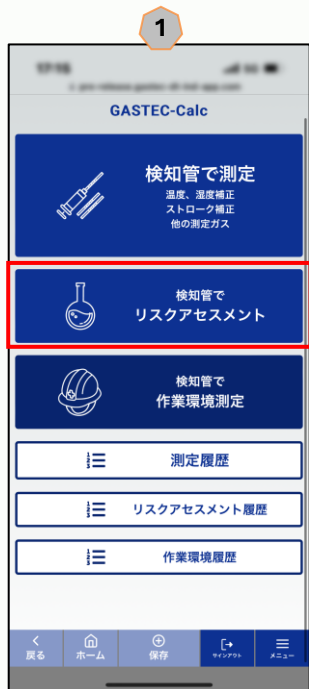 1
17:15
GASTEC-Calc
検知管で測定
温度、湿度補正
ストローク補正
他の測定ガス
検知管で
リスクアセスメント
検知管で
作業環境測定
測定履歴
リスクアセスメント履歴
作業環境履歴
戻る
ホーム
保存
サインアウト
メニュー